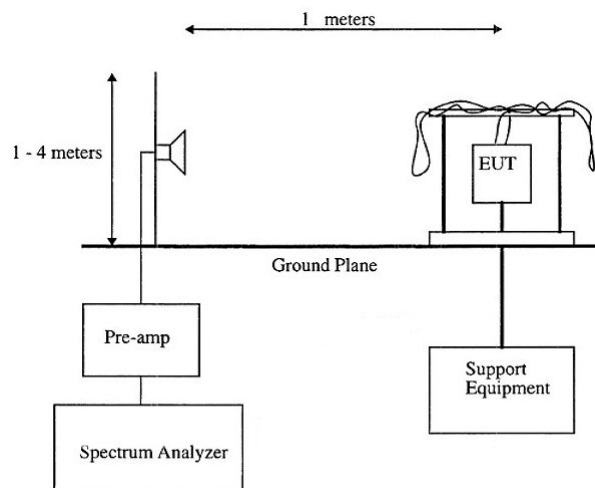 1 meters
1 - 4 meters
EUT
Ground Plane
Pre-amp
Support
Equipment
Spectrum Analyzer